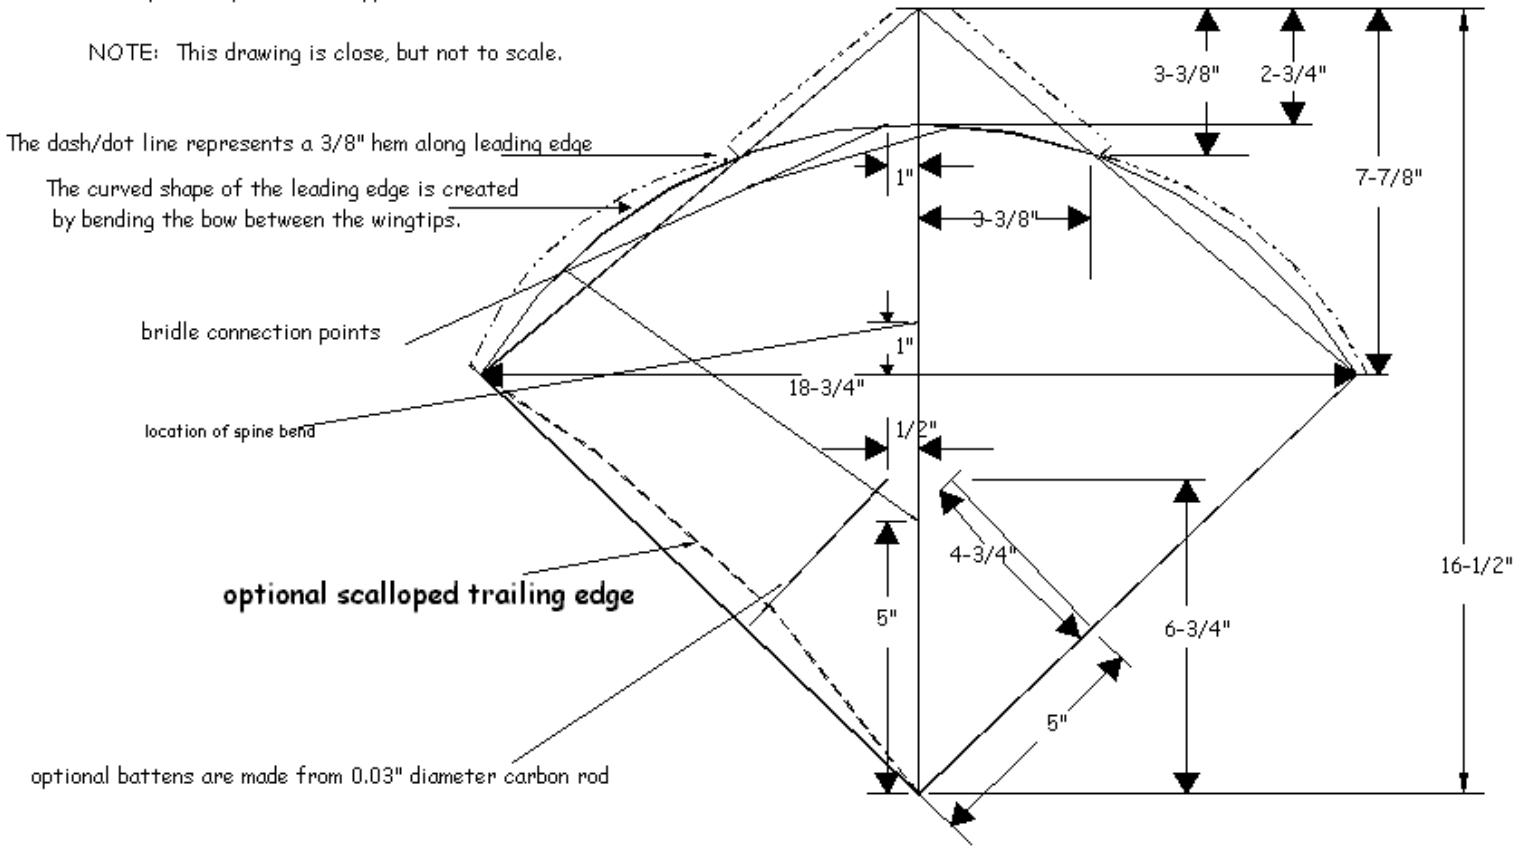 NOTE: This drawing is close, but not to scale.
3-3/8"
2-3/4"
The dash/dot line represents a 3/8" hem along leading edge
The curved shape of the leading edge is created
by bending the bow between the wingtips.
1"
7-7/8"
3-3/8"
bridle connection points
1"
18-3/4"
location of spine bend
1/2"
4-3/4"
16-1/2"
optional scalloped trailing edge
5"
6-3/4"
5"
optional battens are made from 0.03" diameter carbon rod